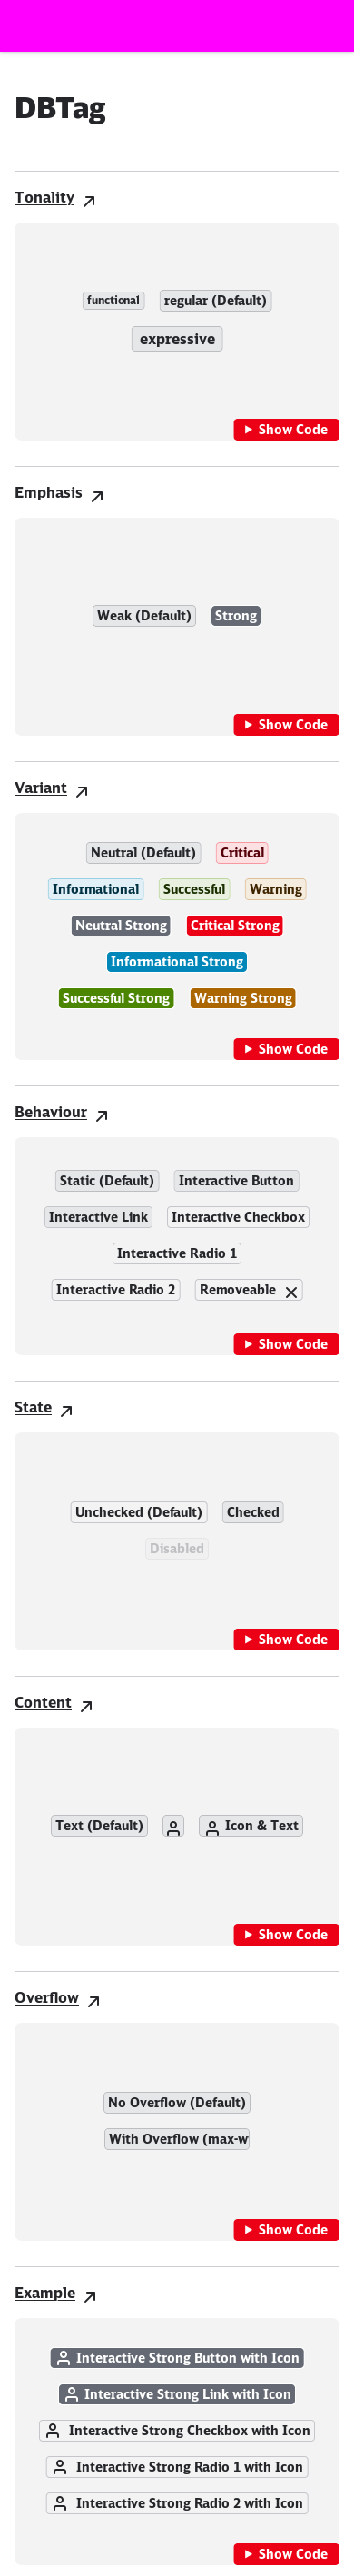 DBTag
Tonality
functional regular (Default)
expressive
Show Code
Emphasis
Weak (Default) Strong
Show Code
Variant
Neutral (Default) Critical
Informational Successful Warning
Neutral Strong Critical Strong
Informational Strong
Successful Strong Warning Strong
Show Code
Behaviour
Static (Default) Interactive Button
Interactive Link Interactive Checkbox
Interactive Radio 1
Interactive Radio 2 Removeable
Show Code
State
Unchecked (Default) Checked
Disabled
Show Code
Content
Text (Default) Icon & Text
Show Code
Overflow
No Overflow (Default)
With Overflow (max-w
Show Code
Example
Interactive Strong Button with Icon
Interactive Strong Link with Icon
Interactive Strong Checkbox with Icon
Interactive Strong Radio 1 with Icon
Interactive Strong Radio 2 with Icon
Show Code